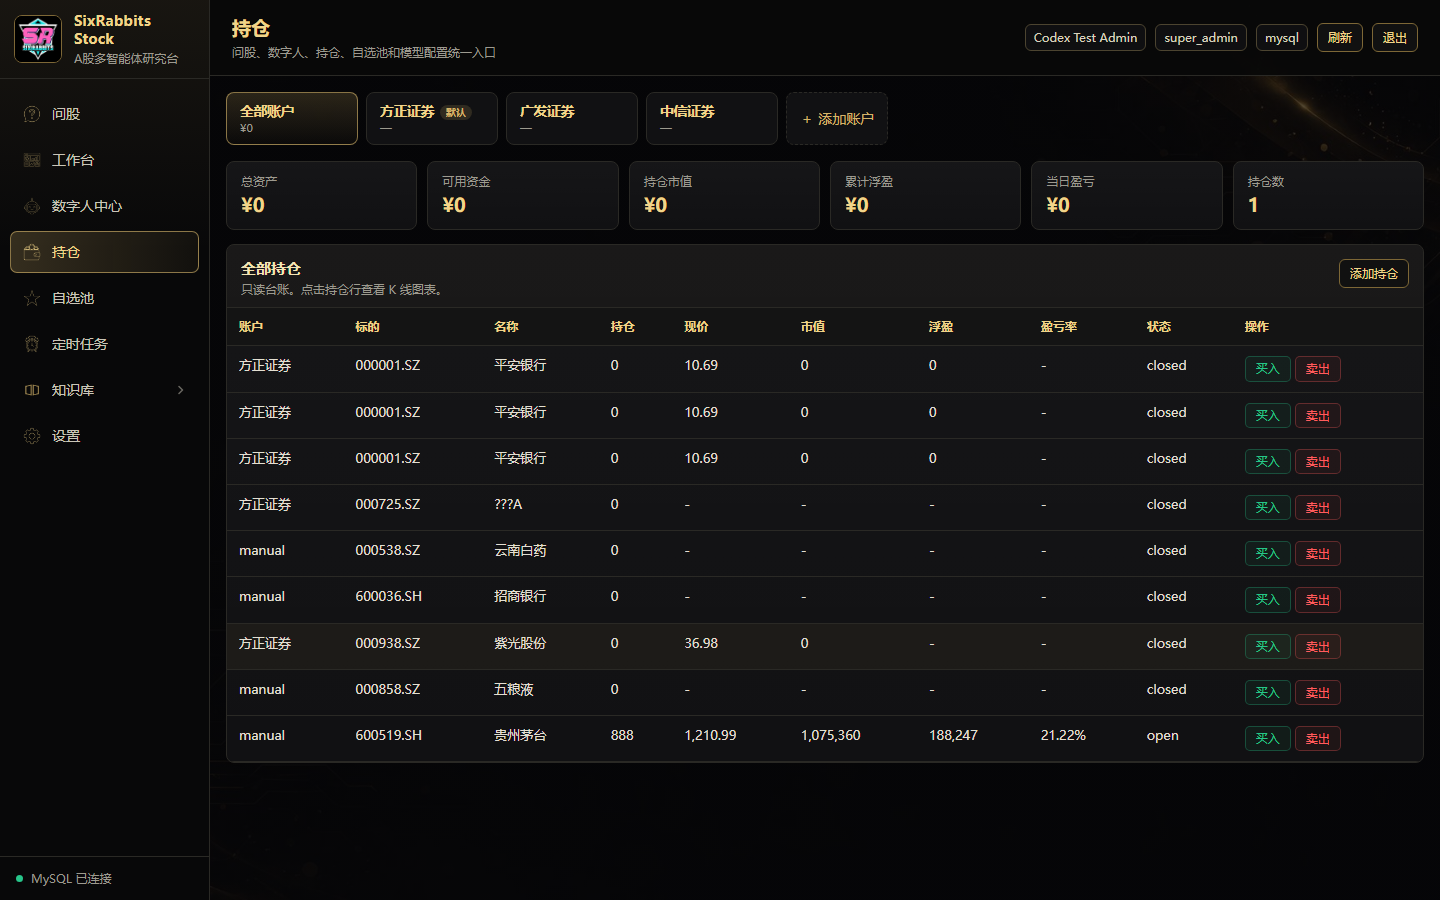 SixRabbits
Stock
A股多智能体研究台
SR
SIXRABBITS
问股
工作台
数字人中心
持仓
自选池
定时任务
知识库
设置
MySQL 已连接
持仓
问股、数字人、持仓、自选池和模型配置统一入口
Codex Test Admin super_admin mysql 刷新 退出
全部账户 方正证券 默认 广发证券 中信证券 + 添加账户
¥0 — — —
总资产 可用资金 持仓市值 累计浮盈 当日盈亏 持仓数
¥0 ¥0 ¥0 ¥0 ¥0 1
全部持仓
只读台账。点击持仓行查看 K 线图表。
添加持仓
账户 标的 名称 持仓 现价 市值 浮盈 盈亏率 状态 操作
方正证券 000001.SZ 平安银行 0 10.69 0 0 - closed 买入 卖出
方正证券 000001.SZ 平安银行 0 10.69 0 0 - closed 买入 卖出
方正证券 000001.SZ 平安银行 0 10.69 0 0 - closed 买入 卖出
方正证券 000725.SZ ???A 0 - - - - closed 买入 卖出
manual 000538.SZ 云南白药 0 - - - - closed 买入 卖出
manual 600036.SH 招商银行 0 - - - - closed 买入 卖出
方正证券 000938.SZ 紫光股份 0 36.98 0 - - closed 买入 卖出
manual 000858.SZ 五粮液 0 - - - - closed 买入 卖出
manual 600519.SH 贵州茅台 888 1,210.99 1,075,360 188,247 21.22% open 买入 卖出